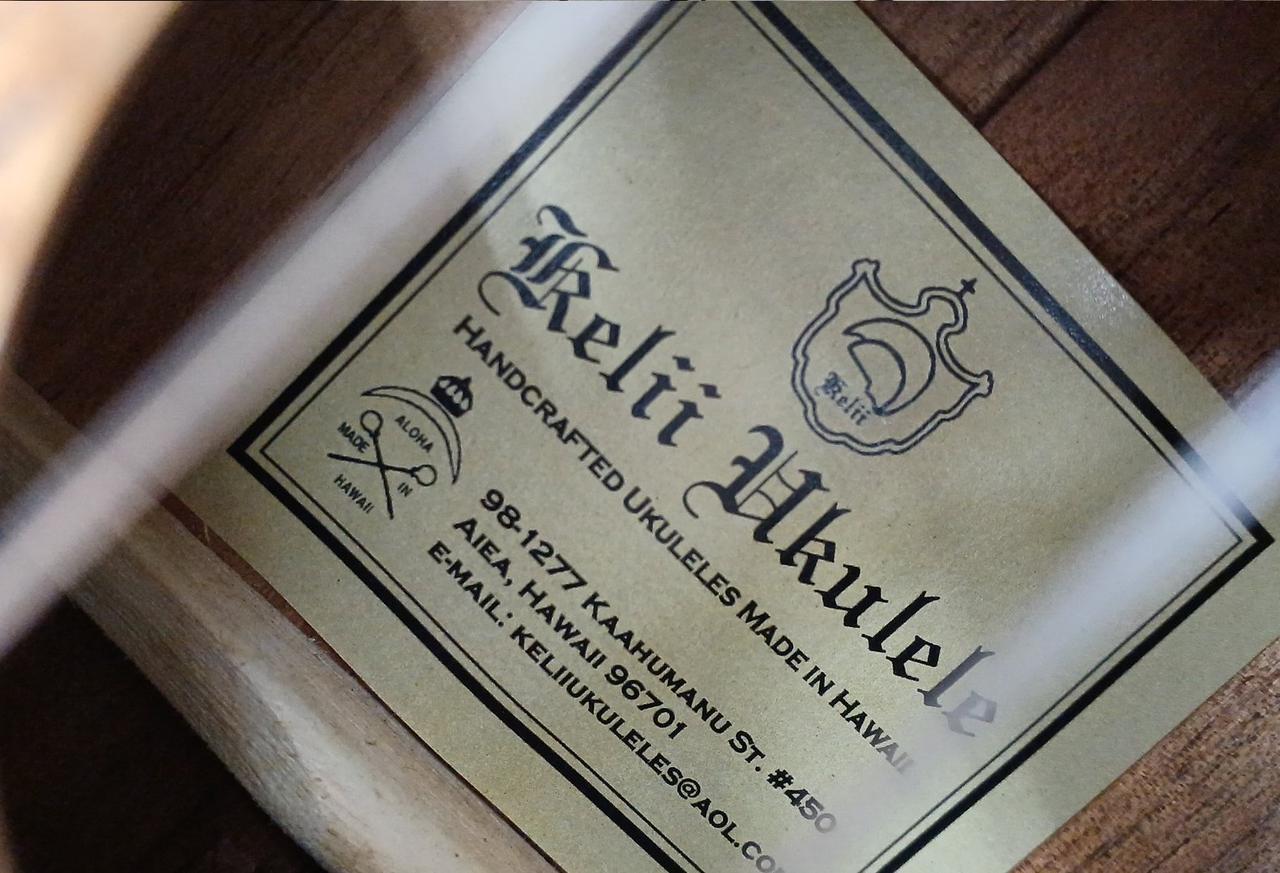 Kelii
Kelii Ukulele
HANDCRAFTED UKULELES MADE IN HAWAII
ALOHA
MADE IN
HAWAII
98-1277 KAAHUMANU ST. #450
AIEA, HAWAII 96701
E-MAIL: KELIIUKULELES@AOL.COM